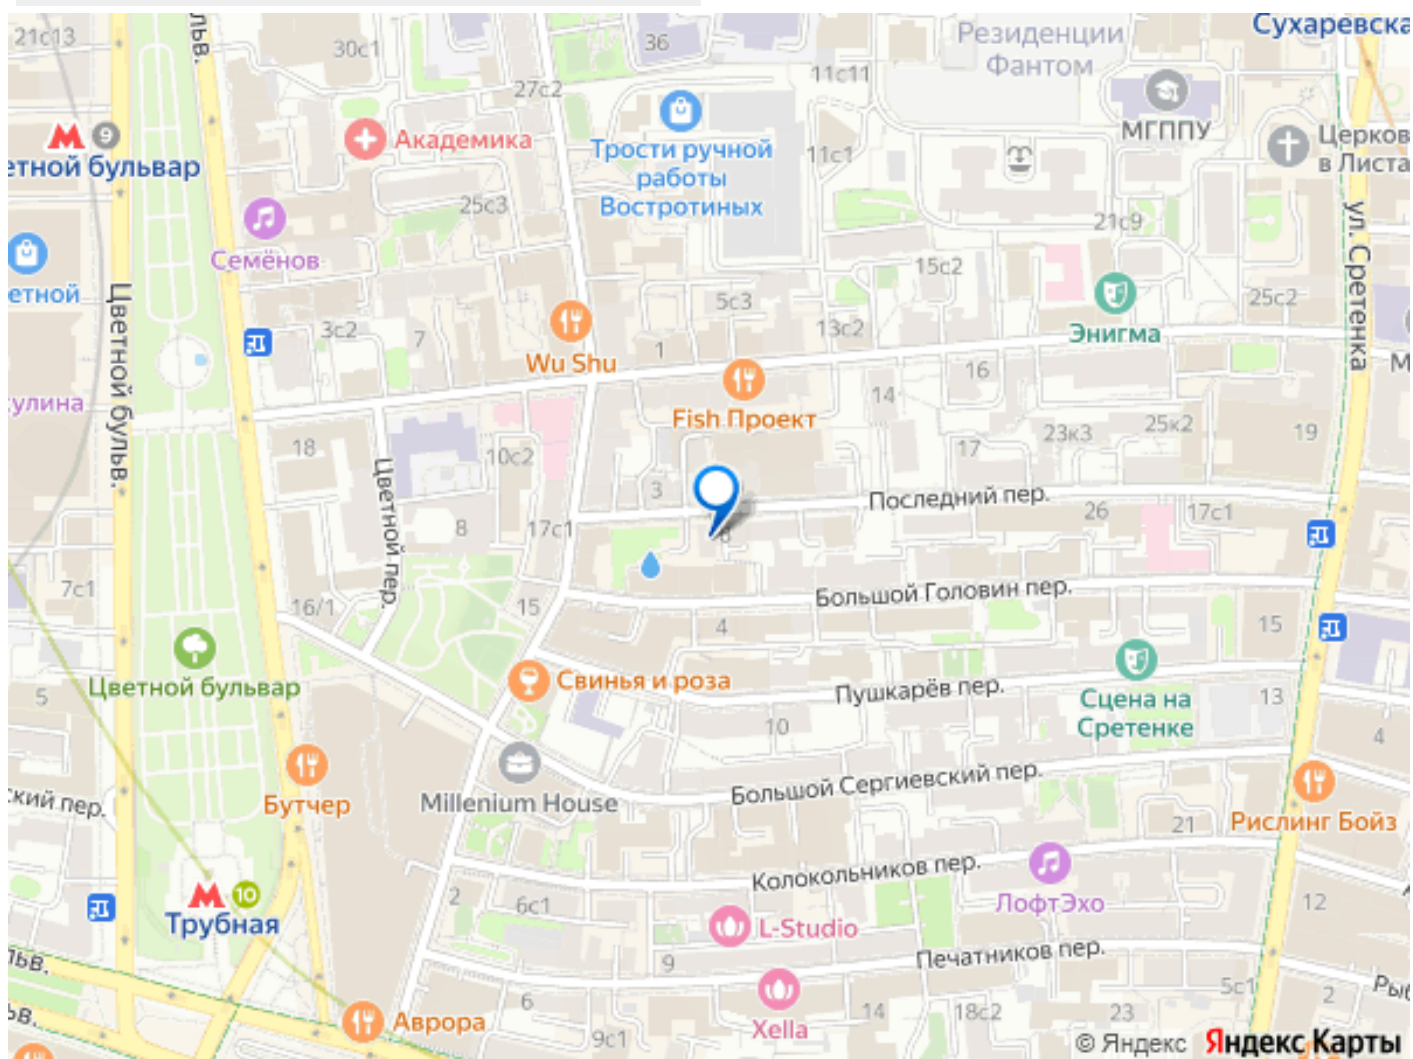 21с13
30с1
36
Резиденции
Фантом
Сухаревска
27с2
11с11
9
етной бульвар
Академика
Трости ручной
работы
Востротиных
11с1
МГППУ
Церков
в Листа
25с3
21с9
ул. Сретенка
Семёнов
етной
15с2
Цветной бульв.
3с2
7
Wu Shu
1
5с3
13с2
Энигма
25с2
улина
Fish Проект
14
16
18
10с2
17
23к3
25к2
19
Цветной пер.
3
Последний пер.
8
17с1
26
17с1
7с1
16/1
15
Большой Головин пер.
4
15
Цветной бульвар
5
Свинья и роза
Пушкарёв пер.
Сцена на
Сретенке
13
10
4
Бутчер
Millenium House
Большой Сергиевский пер.
ский пер.
21
Рислинг Бойз
Колокольников пер.
10
Трубная
2
6с1
L-Studio
ЛофтЭхо
12
9
Печатников пер.
6
Xella
14
18с2
23
5с1
2
Аврора
9с1
© Яндекс
Яндекс Карты